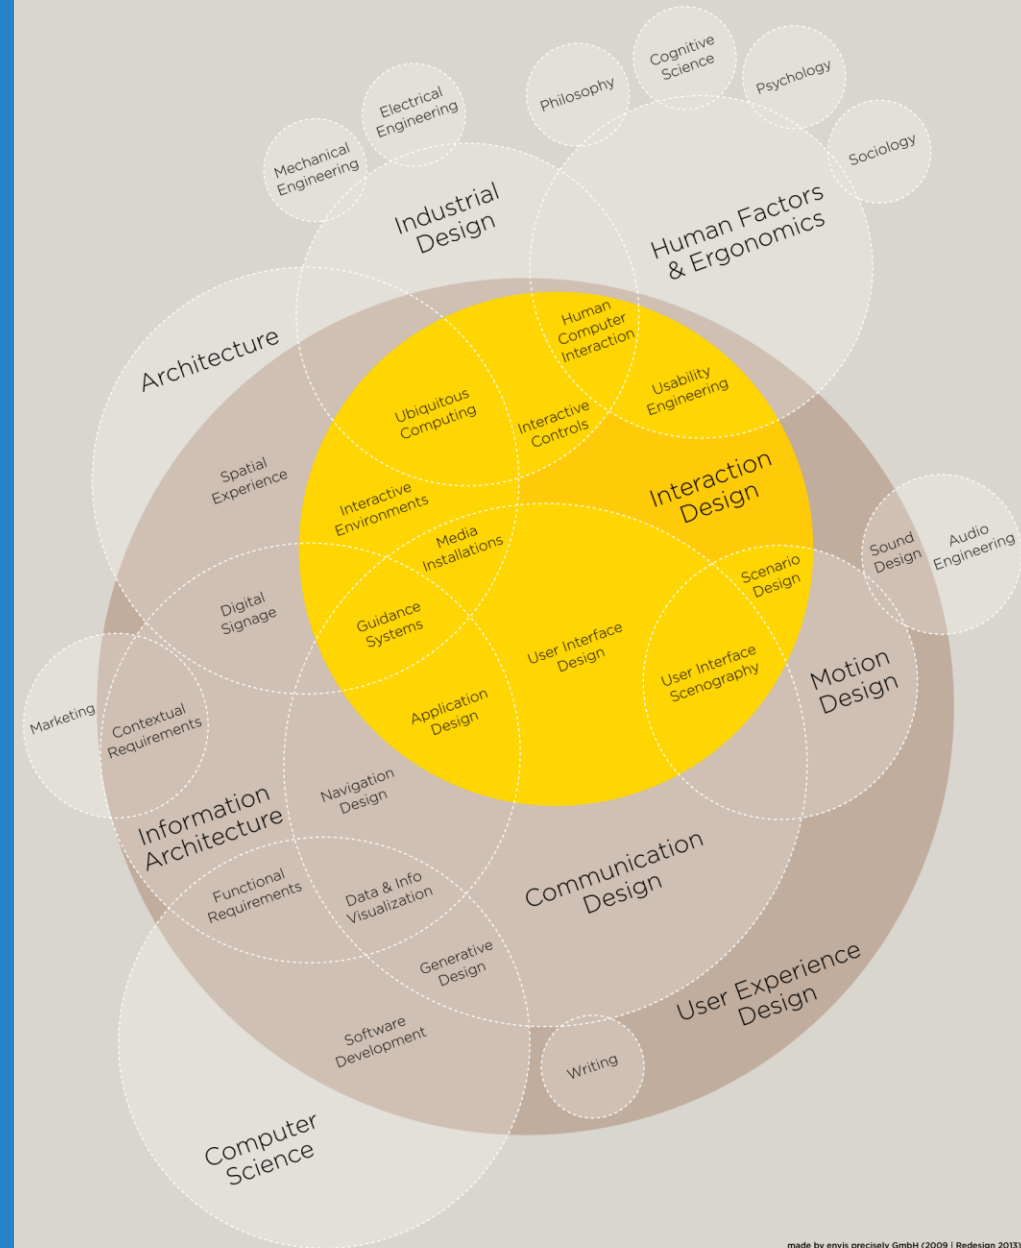 Cognitive
Science
Philosophy
Psychology
Electrical
Engineering
Mechanical
Engineering
Sociology
Industrial
Design
Human Factors
& Ergonomics
Architecture
Human
Computer
Interaction
Ubiquitous
Computing
Usability
Engineering
Interactive
Controls
Spatial
Experience
Interactive
Environments
Interaction
Design
Media
Installations
Sound
Design
Audio
Engineering
Scenario
Design
Digital
Signage
Guidance
Systems
User Interface
Design
User Interface
Scenography
Motion
Design
Marketing
Contextual
Requirements
Application
Design
Navigation
Design
Information
Architecture
Communication
Design
Functional
Requirements
Data & Info
Visualization
Generative
Design
User Experience
Design
Software
Development
Writing
Computer
Science
made by envis precisely GmbH (2009 | Redesign 2013)